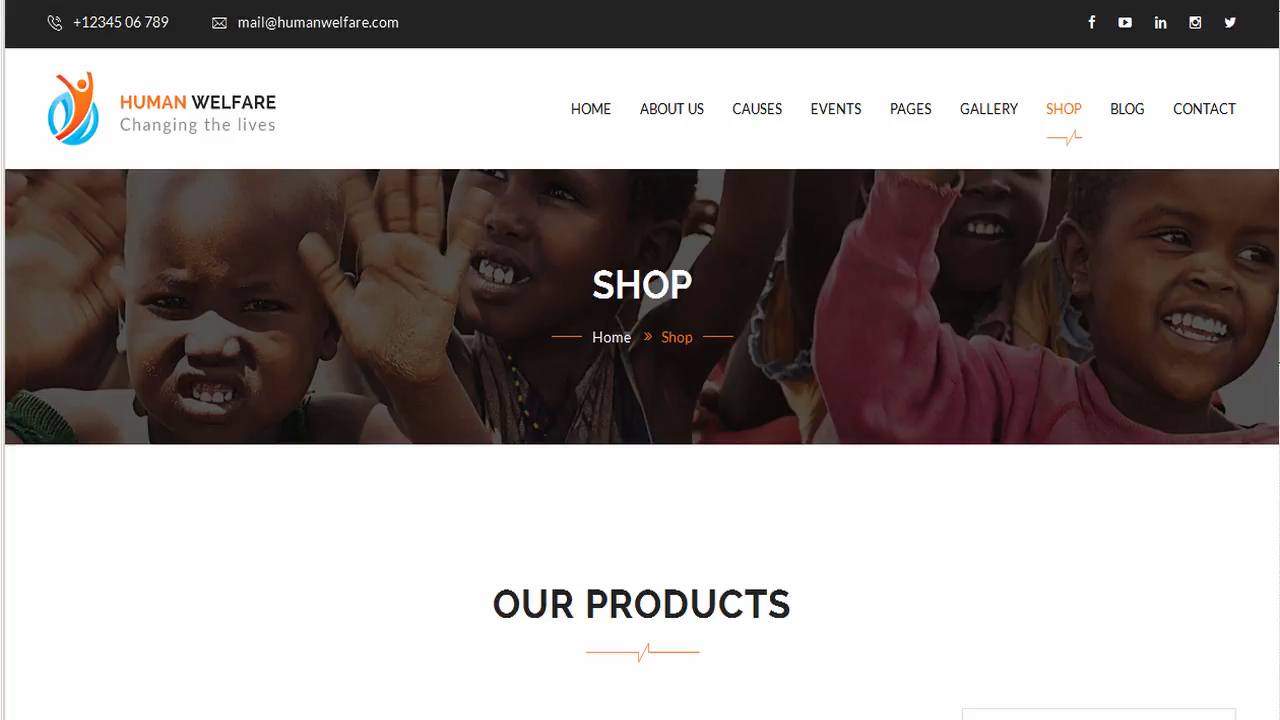 +12345 06 789 mail@humanwelfare.com
HUMAN WELFARE
Changing the lives
HOME ABOUT US CAUSES EVENTS PAGES GALLERY SHOP BLOG CONTACT
SHOP
Home » Shop
OUR PRODUCTS